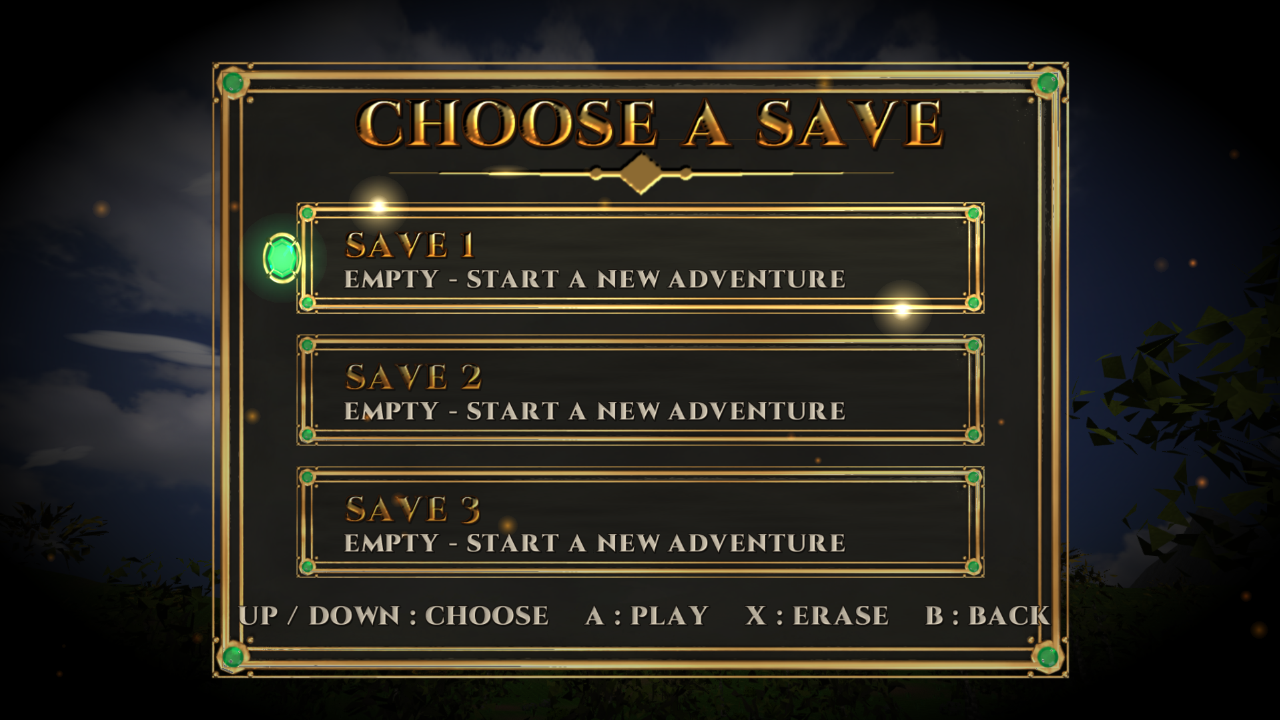 CHOOSE A SAVE
SAVE 1
EMPTY - START A NEW ADVENTURE
SAVE 2
EMPTY - START A NEW ADVENTURE
SAVE 3
EMPTY - START A NEW ADVENTURE
UP / DOWN : CHOOSE A : PLAY X : ERASE B : BACK